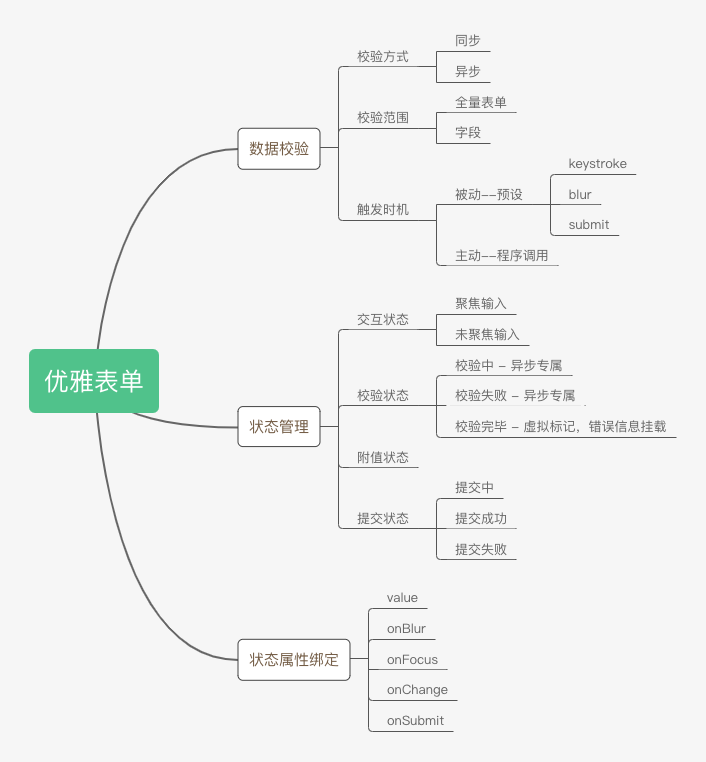 优雅表单
数据校验
校验方式
同步
异步
校验范围
全量表单
字段
触发时机
被动--预设
keystroke
blur
submit
主动--程序调用
状态管理
交互状态
聚焦输入
未聚焦输入
校验状态
校验中 - 异步专属
校验失败 - 异步专属
校验完毕 - 虚拟标记，错误信息挂载
附值状态
提交状态
提交中
提交成功
提交失败
状态属性绑定
value
onBlur
onFocus
onChange
onSubmit